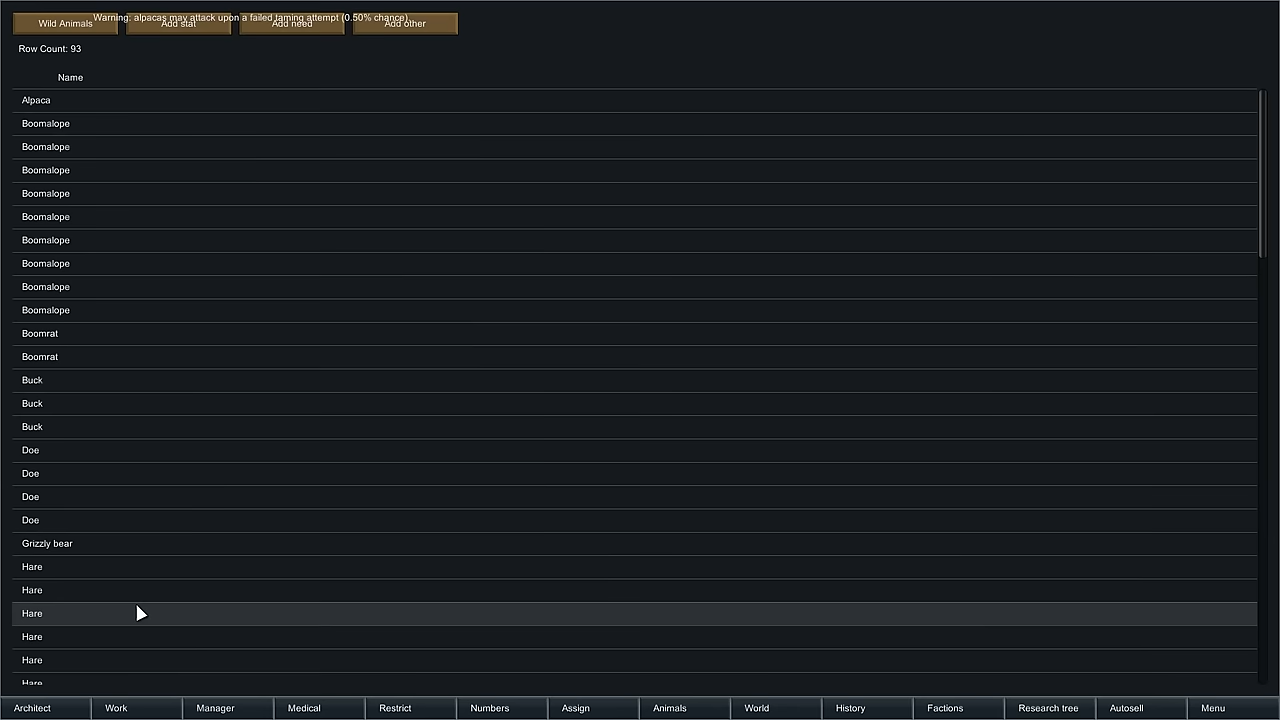 Warning: alpacas may attack upon a failed taming attempt (0.50% chance)
Wild Animals Add stat Add need Add other
Row Count: 93
Name
Alpaca
Boomalope
Boomalope
Boomalope
Boomalope
Boomalope
Boomalope
Boomalope
Boomalope
Boomalope
Boomrat
Boomrat
Buck
Buck
Buck
Doe
Doe
Doe
Doe
Grizzly bear
Hare
Hare
Hare
Hare
Hare
Hare
Architect Work Manager Medical Restrict Numbers Assign Animals World History Factions Research tree Autosell Menu